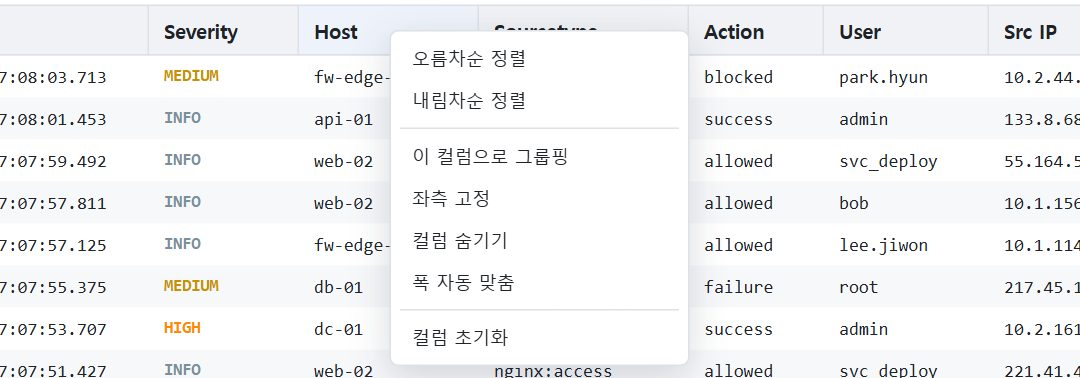 Severity Host Action User Src IP
7:08:03.713 MEDIUM fw-edge- blocked park.hyun 10.2.44.
7:08:01.453 INFO api-01 success admin 133.8.68
7:07:59.492 INFO web-02 allowed svc_deploy 55.164.5
7:07:57.811 INFO web-02 allowed bob 10.1.156
7:07:57.125 INFO fw-edge- allowed lee.jiwon 10.1.114
7:07:55.375 MEDIUM db-01 failure root 217.45.1
7:07:53.707 HIGH dc-01 success admin 10.2.161
7:07:51.427 INFO web-02 nginx:access allowed svc_deploy 221.41.4
오름차순 정렬
내림차순 정렬
이 컬럼으로 그룹핑
좌측 고정
컬럼 숨기기
폭 자동 맞춤
컬럼 초기화